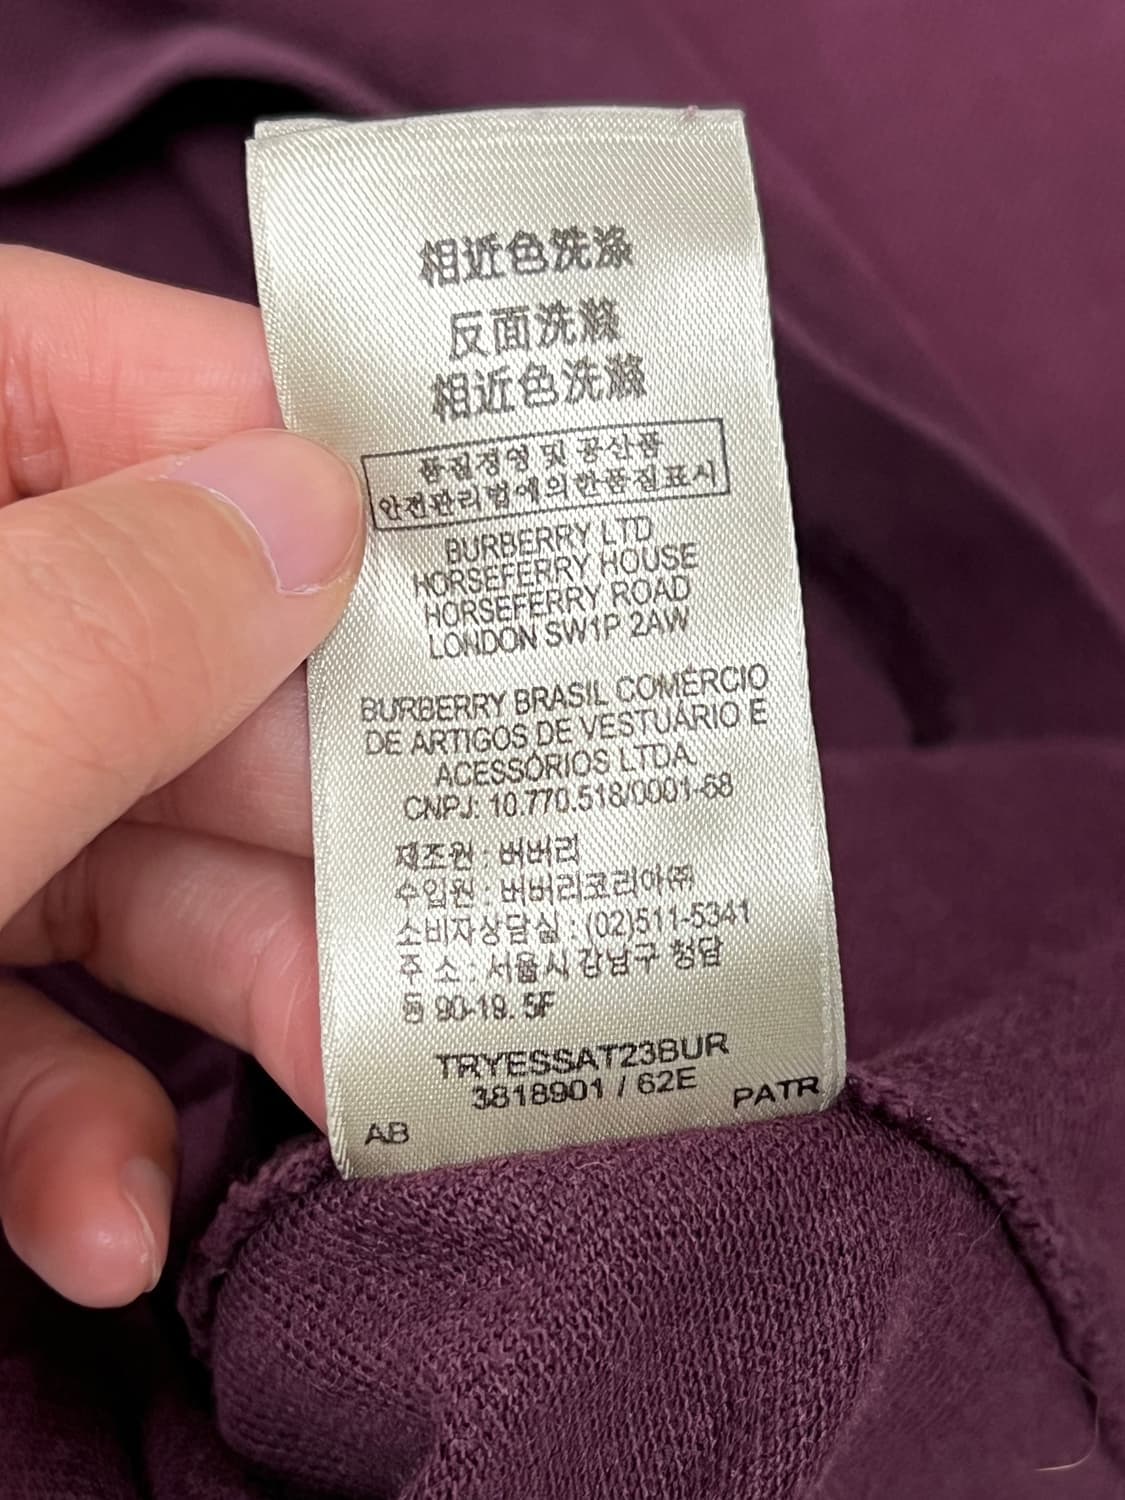 相近色洗涤
反面洗滌
相近色洗滌
품질경영 및 공산품
안전관리법에의한품질표시
BURBERRY LTD
HORSEFERRY HOUSE
HORSEFERRY ROAD
LONDON SW1P 2AW
BURBERRY BRASIL COMÉRCIO
DE ARTIGOS DE VESTUÁRIO E
ACESSÓRIOS LTDA.
CNPJ: 10.770.518/0001-68
제조원 : 버버리
수입원 : 버버리코리아㈜
소비자상담실 : (02)511-5341
주 소 : 서울시 강남구 청담
동 90-19. 5F
TRYESSAT23BUR
3818901 / 62E
PATR
AB